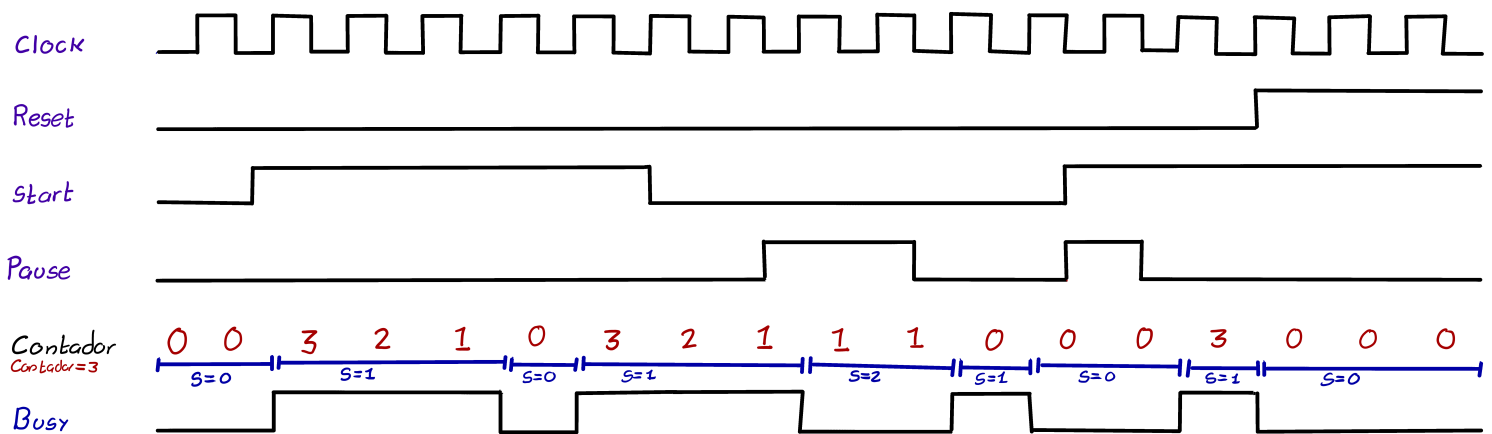 Clock
Reset
Start
Pause
Contador 0 0 3 2 1 0 3 2 1 1 1 0 0 0 3 0 0 0
Contador=3
S=0 S=1 S=0 S=1 S=2 S=1 S=0 S=1 S=0
Busy